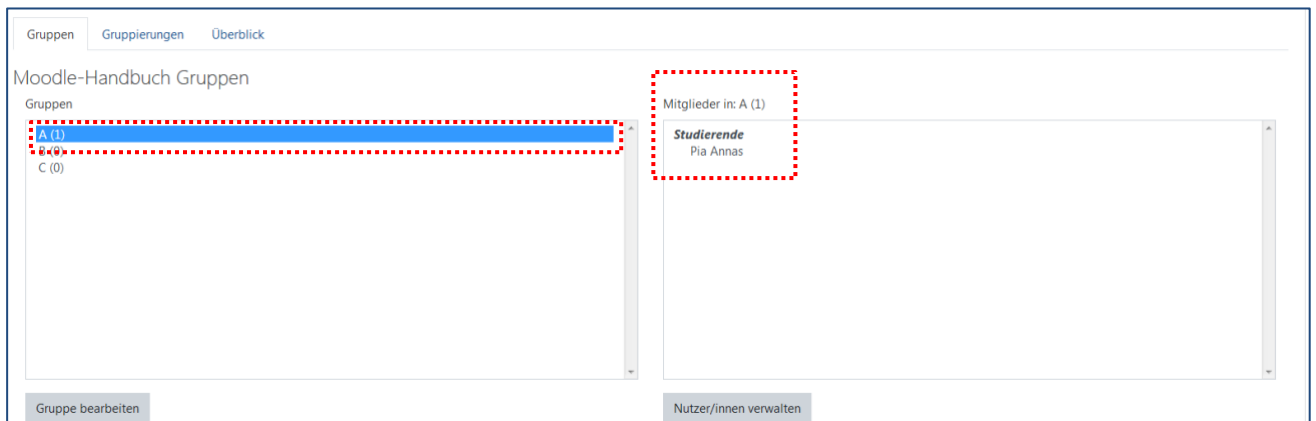 Gruppen Gruppierungen Überblick
Moodle-Handbuch Gruppen
Gruppen
A (1)
B (0)
C (0)
Gruppe bearbeiten
Mitglieder in: A (1)
Studierende
Pia Annas
Nutzer/innen verwalten